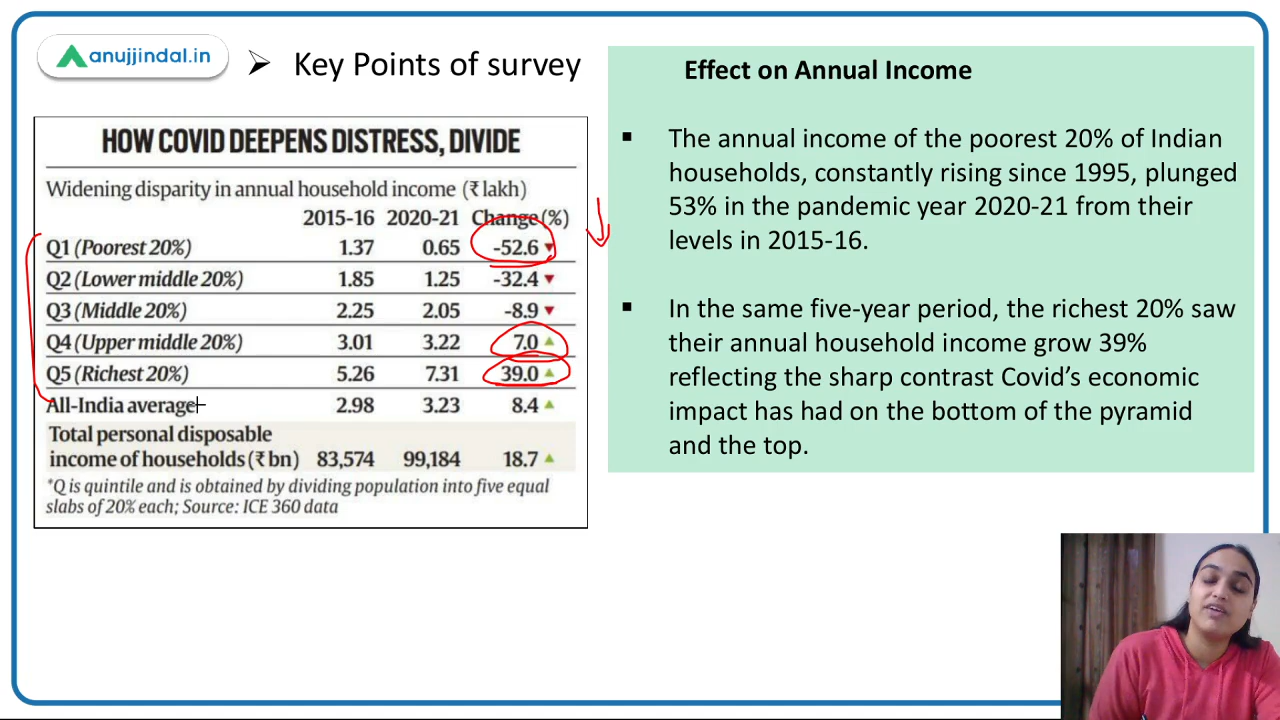 anujjindal.in
➤ Key Points of survey
HOW COVID DEEPENS DISTRESS, DIVIDE
Widening disparity in annual household income (₹ lakh)
2015-16 2020-21 Change (%)
Q1 (Poorest 20%) 1.37 0.65 -52.6 ▼
Q2 (Lower middle 20%) 1.85 1.25 -32.4 ▼
Q3 (Middle 20%) 2.25 2.05 -8.9 ▼
Q4 (Upper middle 20%) 3.01 3.22 7.0 ▲
Q5 (Richest 20%) 5.26 7.31 39.0 ▲
All-India average 2.98 3.23 8.4 ▲
Total personal disposable
income of households (₹ bn) 83,574 99,184 18.7 ▲
*Q is quintile and is obtained by dividing population into five equal
slabs of 20% each; Source: ICE 360 data
Effect on Annual Income
▪ The annual income of the poorest 20% of Indian
households, constantly rising since 1995, plunged
53% in the pandemic year 2020-21 from their
levels in 2015-16.
▪ In the same five-year period, the richest 20% saw
their annual household income grow 39%
reflecting the sharp contrast Covid’s economic
impact has had on the bottom of the pyramid
and the top.